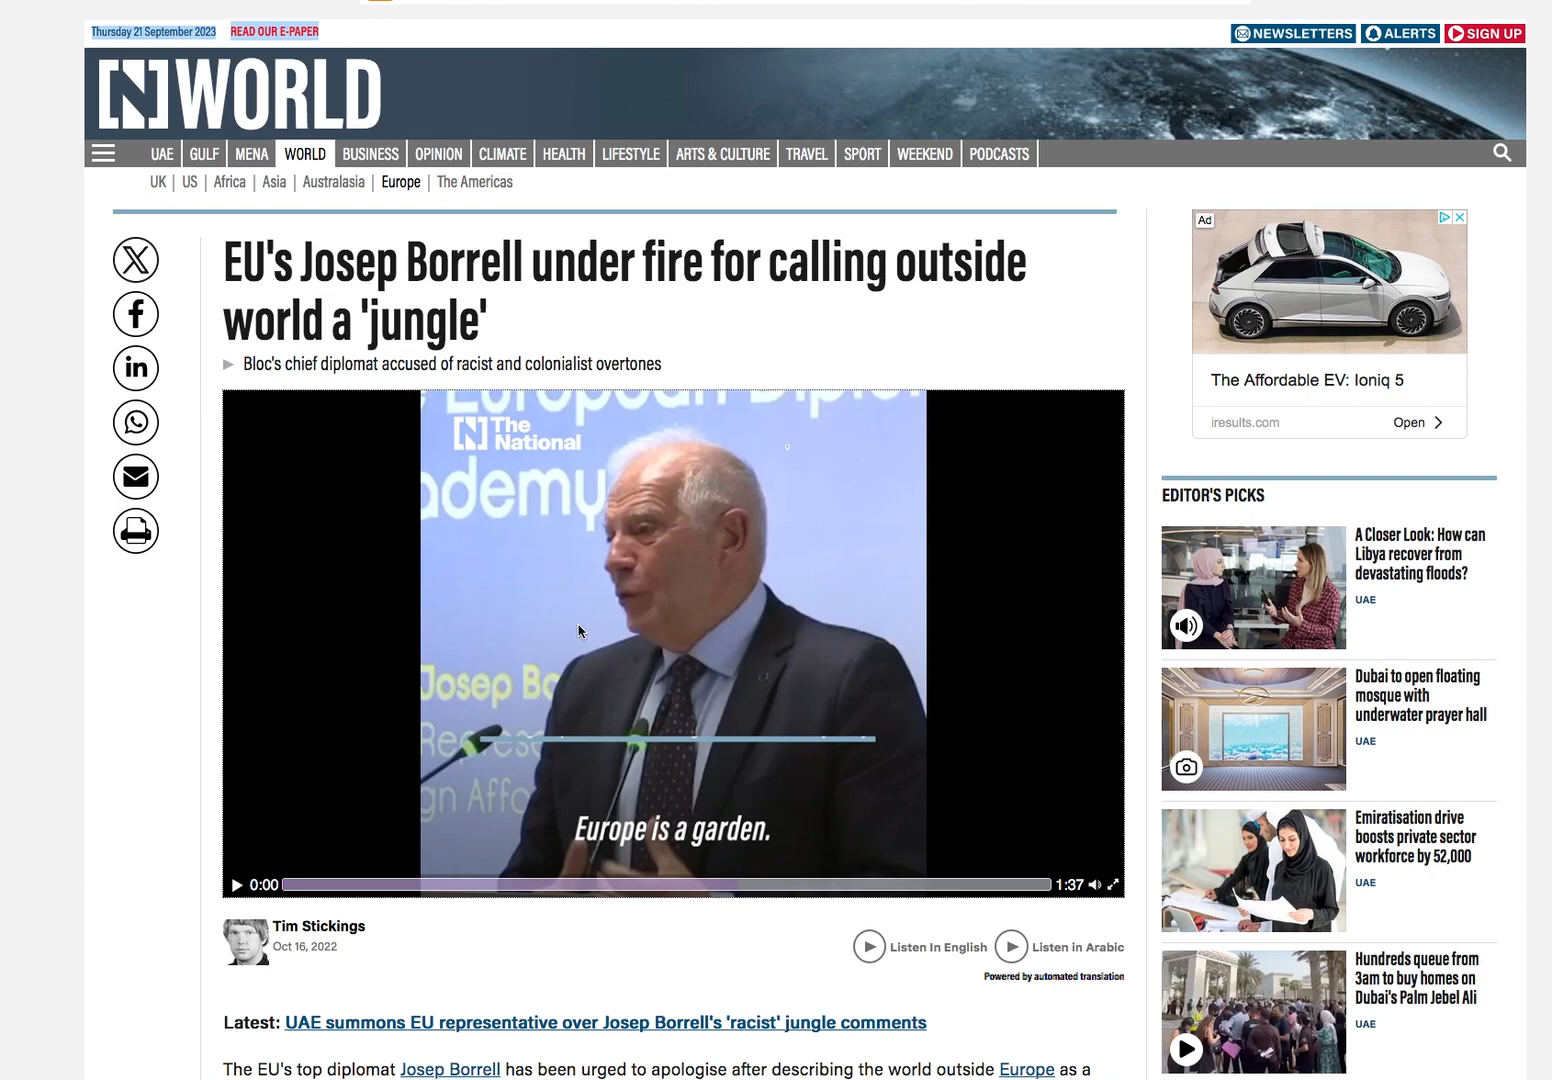 Thursday 21 September 2023 READ OUR E-PAPER
NEWSLETTERS ALERTS SIGN UP
WORLD
UAE GULF MENA WORLD BUSINESS OPINION CLIMATE HEALTH LIFESTYLE ARTS & CULTURE TRAVEL SPORT WEEKEND PODCASTS
UK US Africa Asia Australasia Europe The Americas
EU's Josep Borrell under fire for calling outside
world a 'jungle'
Bloc's chief diplomat accused of racist and colonialist overtones
European Diplom
The
National
ademy
Josep Bo
Represe
gn Affa
Europe is a garden.
0:00 1:37
Tim Stickings
Oct 16, 2022
Listen In English Listen in Arabic
Powered by automated translation
Latest: UAE summons EU representative over Josep Borrell's 'racist' jungle comments
The EU's top diplomat Josep Borrell has been urged to apologise after describing the world outside Europe as a
Ad
The Affordable EV: Ioniq 5
iresults.com Open
EDITOR'S PICKS
A Closer Look: How can
Libya recover from
devastating floods?
UAE
Dubai to open floating
mosque with
underwater prayer hall
UAE
Emiratisation drive
boosts private sector
workforce by 52,000
UAE
Hundreds queue from
3am to buy homes on
Dubai's Palm Jebel Ali
UAE